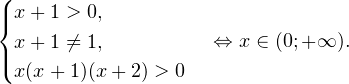 x + 1 > 0,
x + 1 ≠ 1,
x(x + 1)(x + 2) > 0
⇔ x ∈ (0; +∞).